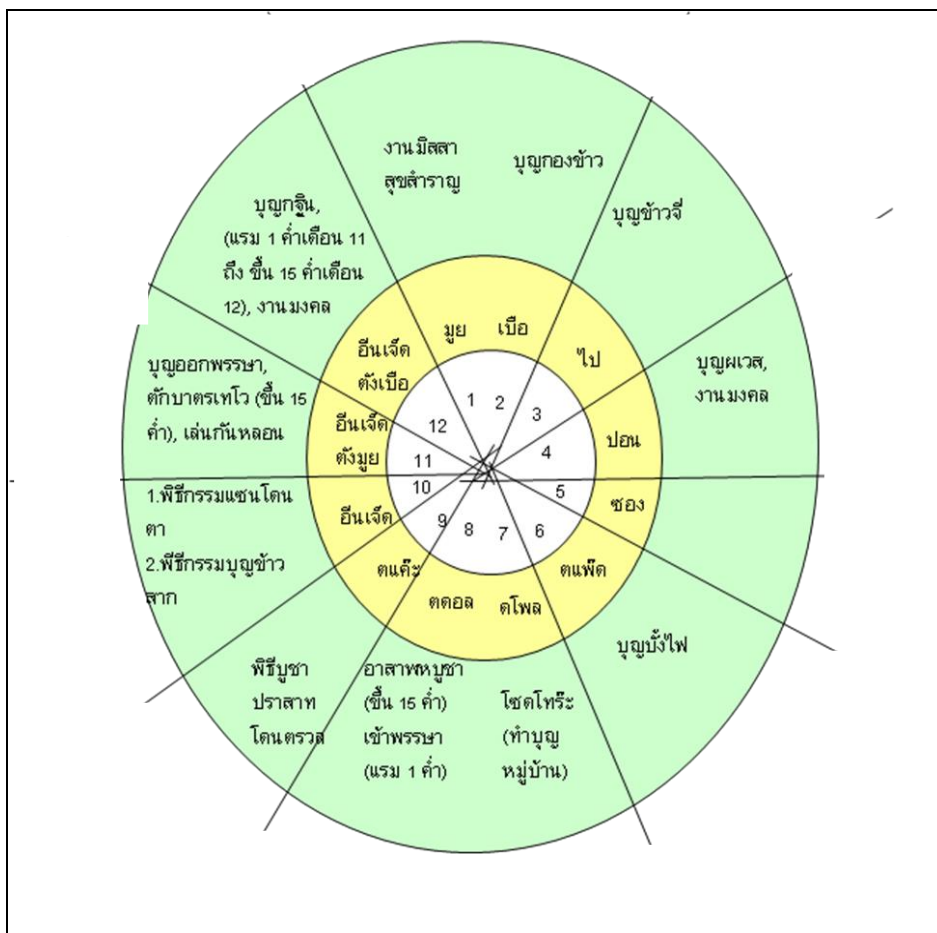 งานมิสสา
สุขสำราญ
บุญกองข้าว
บุญข้าวจี่
บุญกฐิน,
(แรม 1 ค่ำเดือน 11
ถึง ขึ้น 15 ค่ำเดือน
12), งานมงคล
บุญออกพรรษา,
ตักบาตรเทโว (ขึ้น 15
ค่ำ), เล่นกันหลอน
บุญผเวส,
งานมงคล
มูย
เบือ
ไป
ปอน
ซอง
ตแพ๊ด
ตโพล
ตดอล
ตแค๊ะ
อีนเจ็ด
อีนเจ็ด
ตังมูย
อีนเจ็ด
ตังเบือ
1
2
3
4
5
6
7
8
9
10
11
12
1.พิธีกรรมแซนโดน
ตา
2.พิธีกรรมบุญข้าว
สาก
พิธีบูชา
ปราสาท
โดนตรวล
อาสาพหบูชา
(ขึ้น 15 ค่ำ)
เข้าพรรษา
(แรม 1 ค่ำ)
โซดโทร๊ะ
(ทำบุญ
หมู่บ้าน)
บุญบั้งไฟ